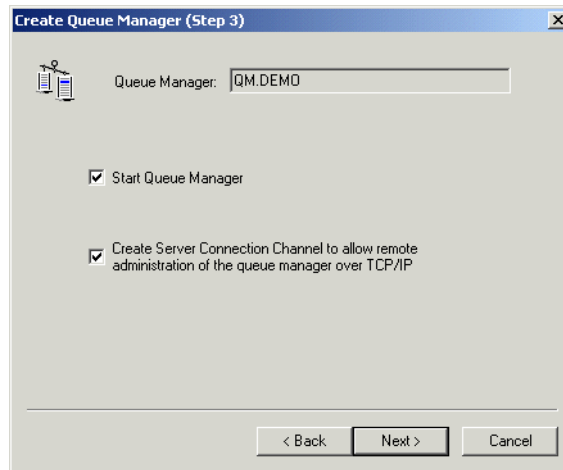 Create Queue Manager (Step 3)
Queue Manager: QM.DEMO
Start Queue Manager
Create Server Connection Channel to allow remote
administration of the queue manager over TCP/IP
< Back Next > Cancel